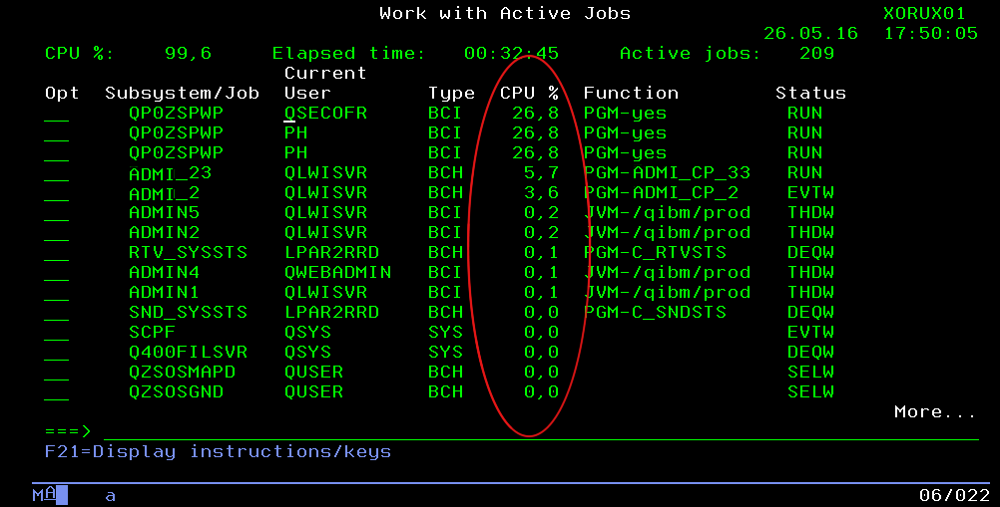 Work with Active Jobs XORUX01
26.05.16 17:50:05
CPU %: 99,6 Elapsed time: 00:32:45 Active jobs: 209
Current
Opt Subsystem/Job User Type CPU % Function Status
__ QP0ZSPWP QSECOFR BCI 26,8 PGM-yes RUN
__ QP0ZSPWP PH BCI 26,8 PGM-yes RUN
__ QP0ZSPWP PH BCI 26,8 PGM-yes RUN
__ ADMI_23 QLWISVR BCH 5,7 PGM-ADMI_CP_33 RUN
__ ADMI_2 QLWISVR BCH 3,6 PGM-ADMI_CP_2 EVTW
__ ADMIN5 QLWISVR BCI 0,2 JVM-/qibm/prod THDW
__ ADMIN2 QLWISVR BCI 0,2 JVM-/qibm/prod THDW
__ RTV_SYSSTS LPAR2RRD BCH 0,1 PGM-C_RTVSTS DEQW
__ ADMIN4 QWEBADMIN BCI 0,1 JVM-/qibm/prod THDW
__ ADMIN1 QLWISVR BCI 0,1 JVM-/qibm/prod THDW
__ SND_SYSSTS LPAR2RRD BCH 0,0 PGM-C_SNDSTS DEQW
__ SCPF QSYS SYS 0,0 EVTW
__ Q400FILSVR QSYS SYS 0,0 DEQW
__ QZSOSMAPD QUSER BCH 0,0 SELW
__ QZSOSGND QUSER BCH 0,0 SELW
More...
===>
F21=Display instructions/keys
MA a 06/022